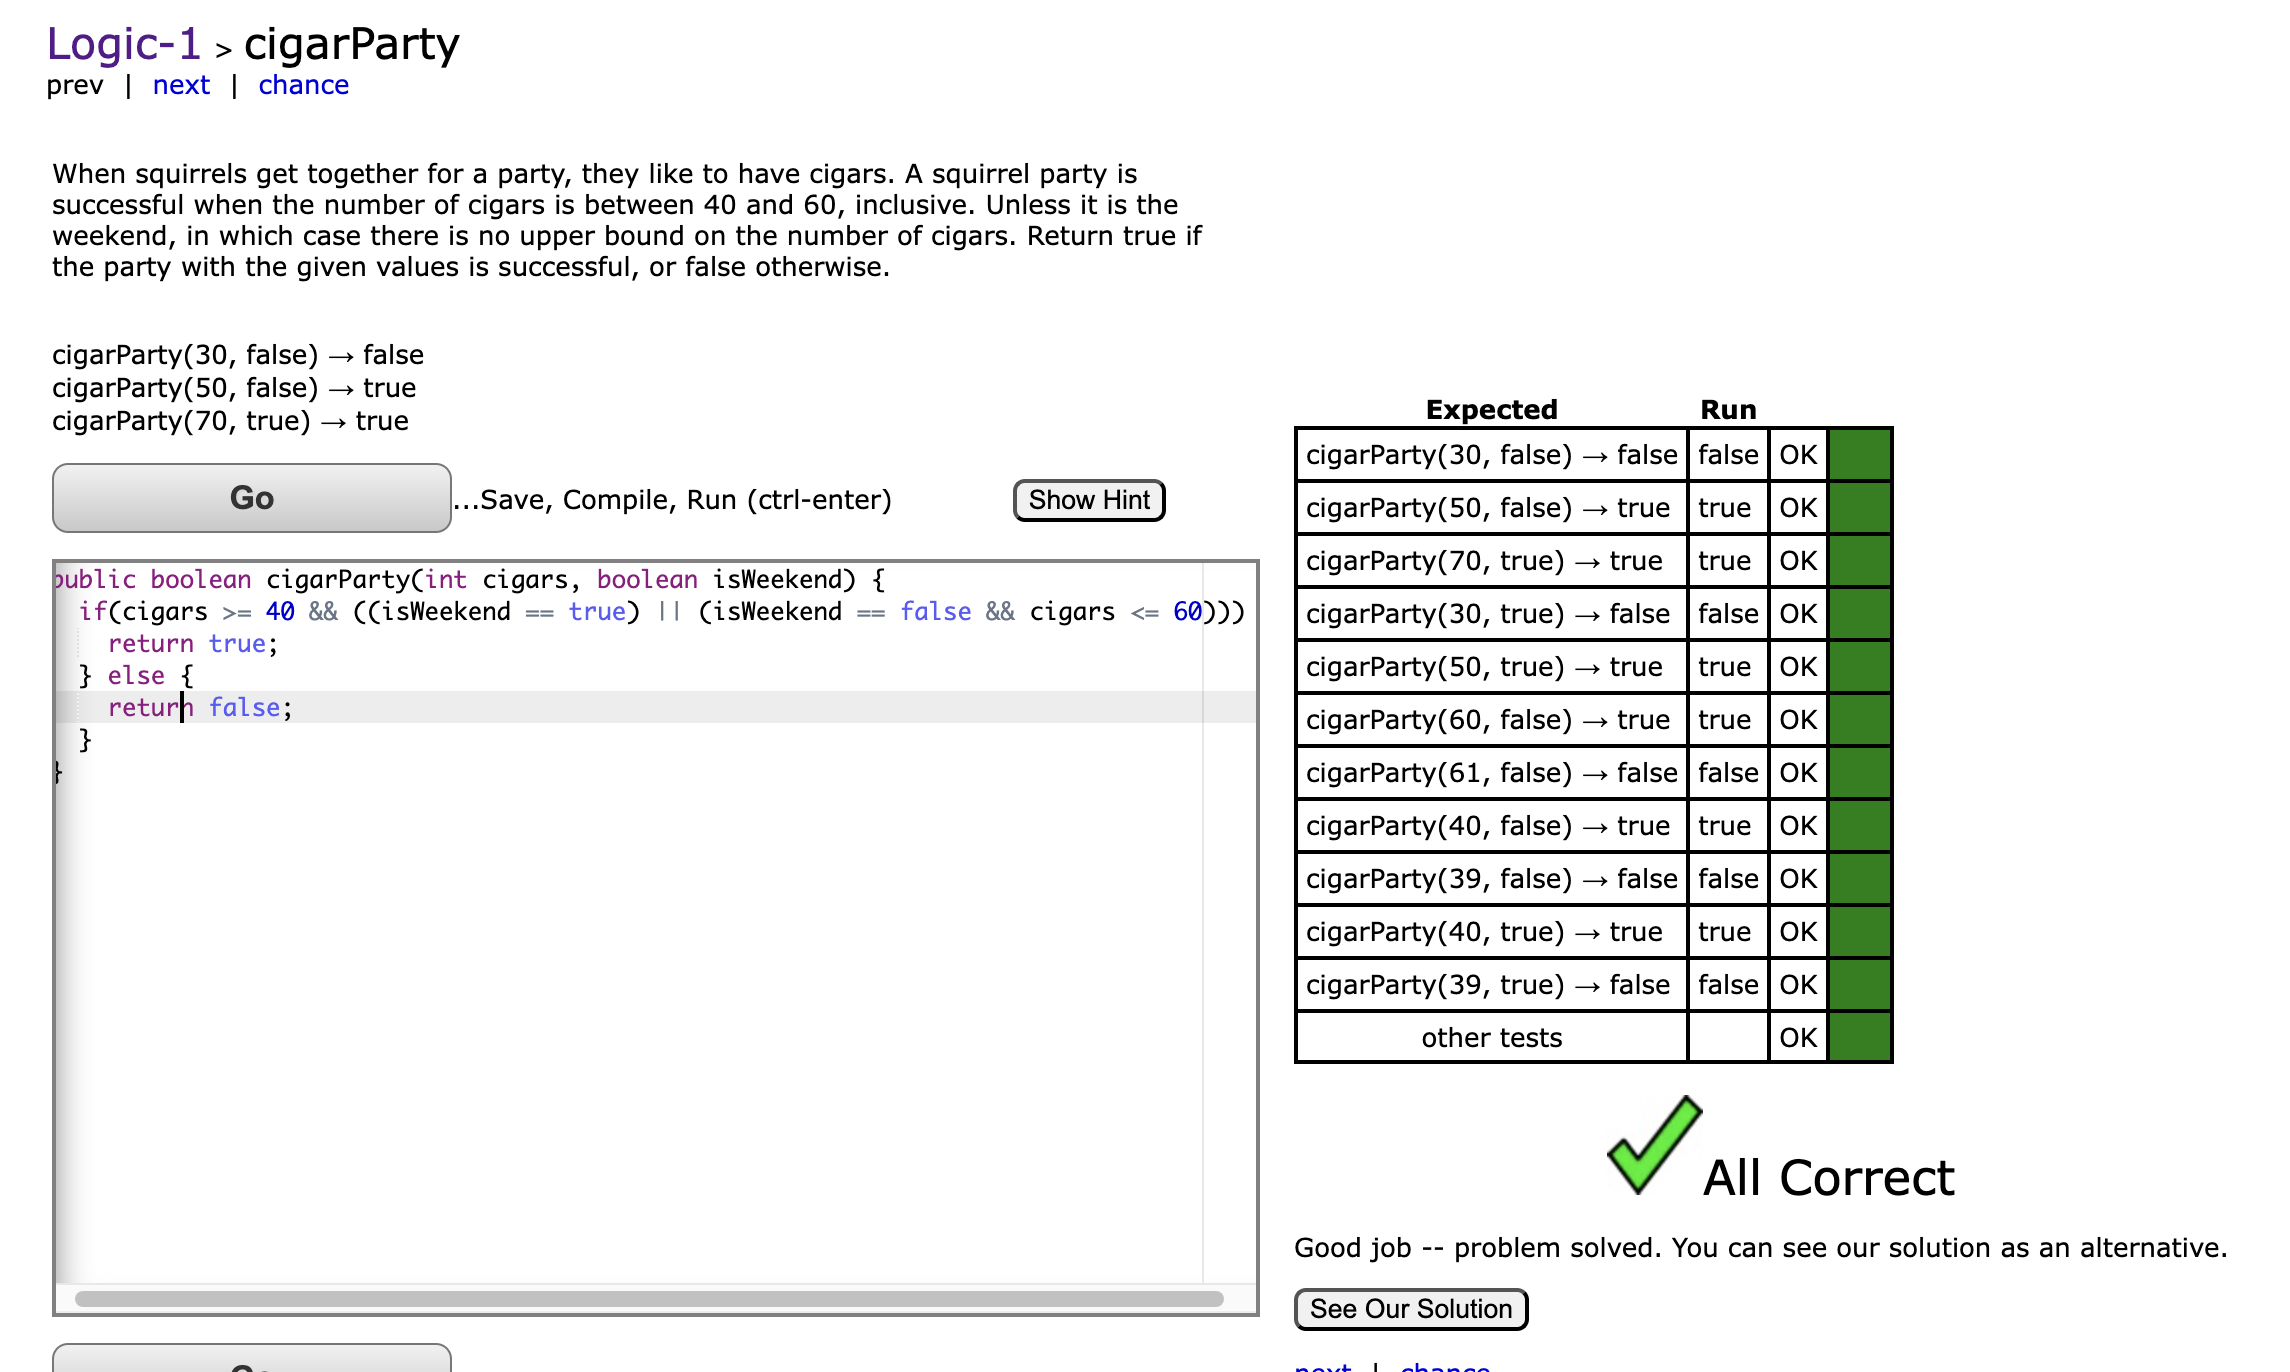 Logic-1 > cigarParty
prev | next | chance
When squirrels get together for a party, they like to have cigars. A squirrel party is
successful when the number of cigars is between 40 and 60, inclusive. Unless it is the
weekend, in which case there is no upper bound on the number of cigars. Return true if
the party with the given values is successful, or false otherwise.
cigarParty(30, false) → false
cigarParty(50, false) → true
cigarParty(70, true) → true
Go ...Save, Compile, Run (ctrl-enter) Show Hint
public boolean cigarParty(int cigars, boolean isWeekend) {
if(cigars >= 40 && ((isWeekend == true) || (isWeekend == false && cigars <= 60)))
return true;
} else {
return false;
}
}
Expected Run
cigarParty(30, false) → false false OK
cigarParty(50, false) → true true OK
cigarParty(70, true) → true true OK
cigarParty(30, true) → false false OK
cigarParty(50, true) → true true OK
cigarParty(60, false) → true true OK
cigarParty(61, false) → false false OK
cigarParty(40, false) → true true OK
cigarParty(39, false) → false false OK
cigarParty(40, true) → true true OK
cigarParty(39, true) → false false OK
other tests OK
All Correct
Good job -- problem solved. You can see our solution as an alternative.
See Our Solution
next | chance
Go